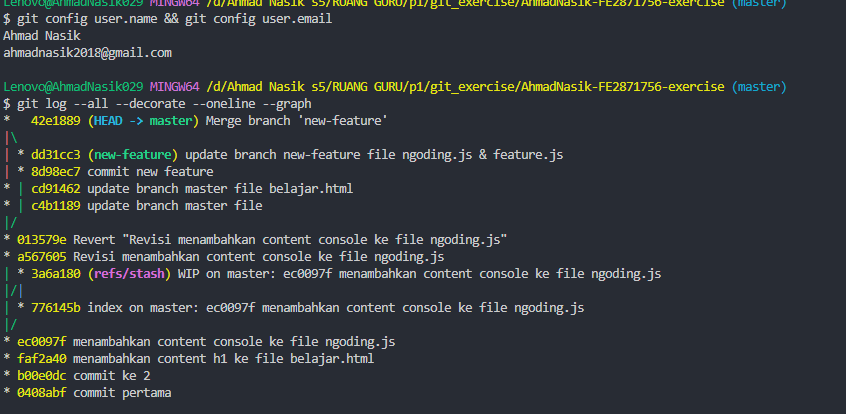 Lenovo@AhmadNasik029 MINGW64 /d/Ahmad Nasik s5/RUANG GURU/p1/git_exercise/AhmadNasik-FE2871756-exercise (master)
$ git config user.name && git config user.email
Ahmad Nasik
ahmadnasik2018@gmail.com
Lenovo@AhmadNasik029 MINGW64 /d/Ahmad Nasik s5/RUANG GURU/p1/git_exercise/AhmadNasik-FE2871756-exercise (master)
$ git log --all --decorate --oneline --graph
*   42e1889 (HEAD -> master) Merge branch 'new-feature'
|\
| * dd31cc3 (new-feature) update branch new-feature file ngoding.js & feature.js
| * 8d98ec7 commit new feature
* | cd91462 update branch master file belajar.html
* | c4b1189 update branch master file
|/
* 013579e Revert "Revisi menambahkan content console ke file ngoding.js"
* a567605 Revisi menambahkan content console ke file ngoding.js
| * 3a6a180 (refs/stash) WIP on master: ec0097f menambahkan content console ke file ngoding.js
|/|
| * 776145b index on master: ec0097f menambahkan content console ke file ngoding.js
|/
* ec0097f menambahkan content console ke file ngoding.js
* faf2a40 menambahkan content h1 ke file belajar.html
* b00e0dc commit ke 2
* 0408abf commit pertama